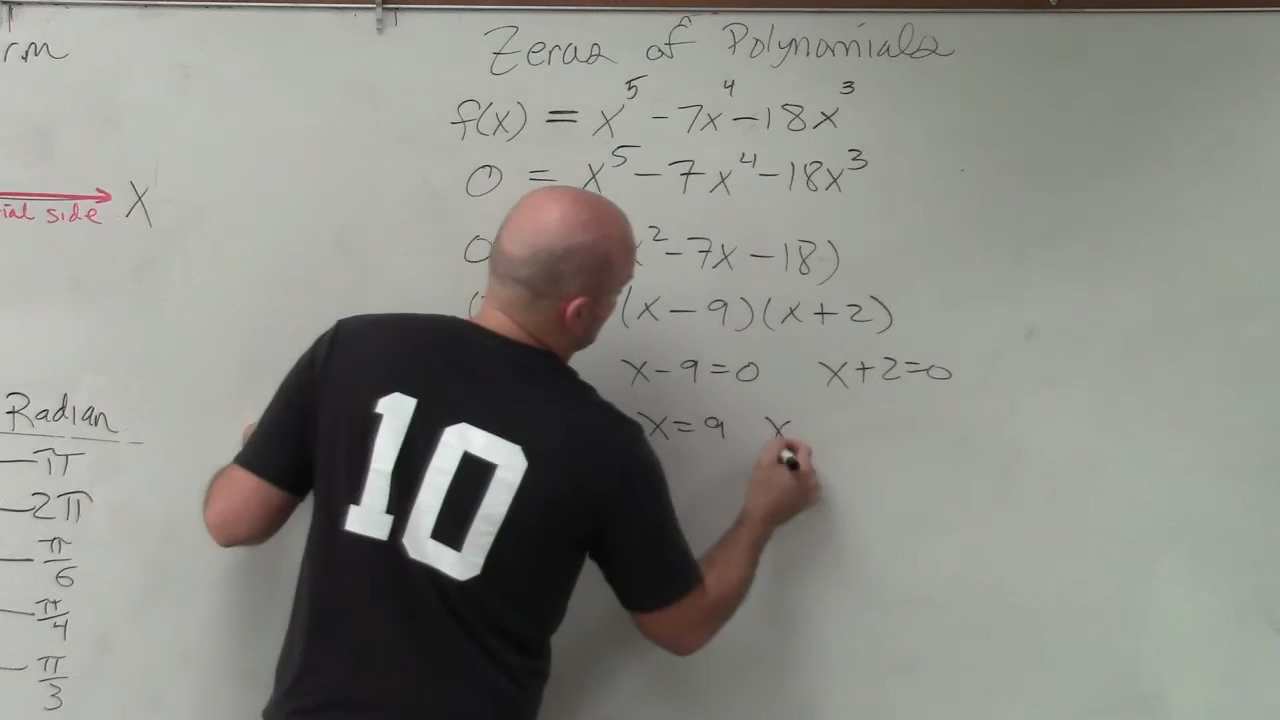 rm
Zeros of Polynomials
f(x) = x⁵ - 7x⁴ - 18x³
0 = x⁵ - 7x⁴ - 18x³
x
ial side
0 x² - 7x - 18)
(x - 9)(x + 2)
x - 9 = 0 x + 2 = 0
x = 9 x
Radian
—π
—2π
— π/6
— π/4
— π/3
10